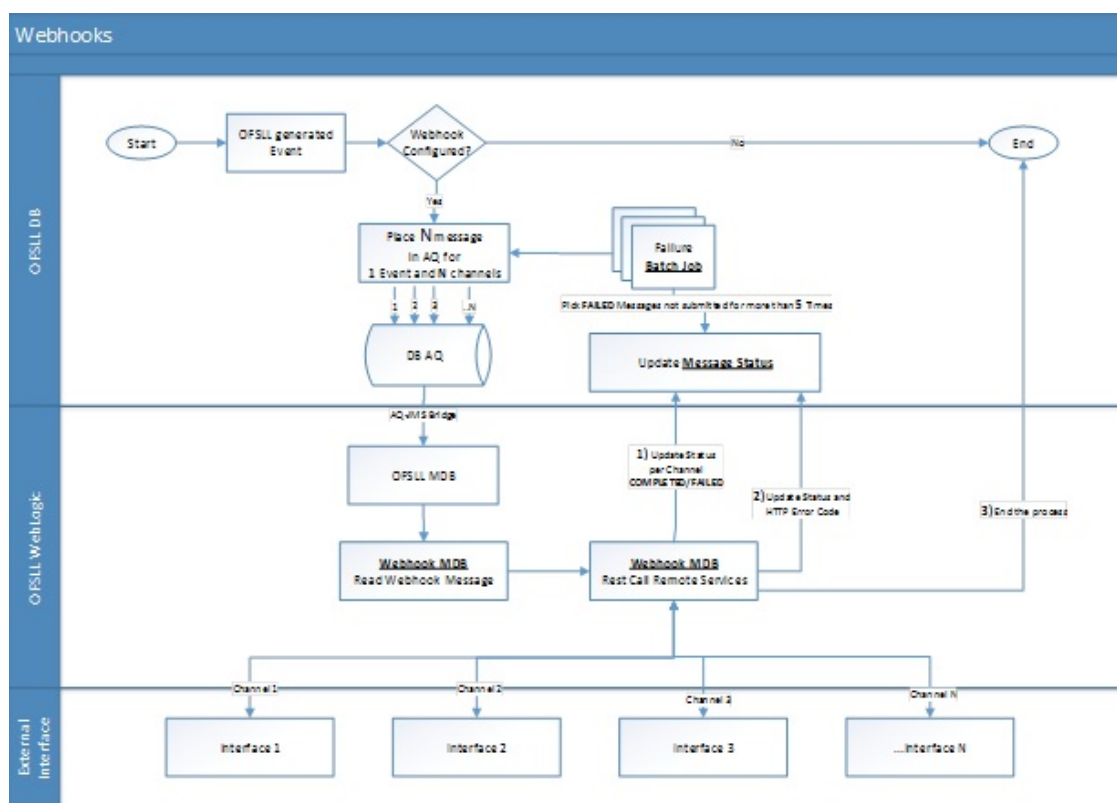 Webhooks
OFSLL DB
Start
OFSLL generated
Event
Webhook
Configured?
No
End
Yes
Place N message
in AQ for
1 Event and N channels
Failure
Batch Job
1
2
3
...N
Pick FAILED Messages not submitted for more than 5 Times
DB AQ
Update Message Status
OFSLL WebLogic
AQ-JMS Bridge
OFSLL MDB
1) Update Status
per Channel
COMPLETED/FAILED
2) Update Status and
HTTP Error Code
3) End the process
Webhook MDB
Read Webhook Message
Webhook MDB
Rest Call Remote Services
External
Interface
Channel 1
Channel 2
Channel 3
Channel N
Interface 1
Interface 2
Interface 3
...Interface N